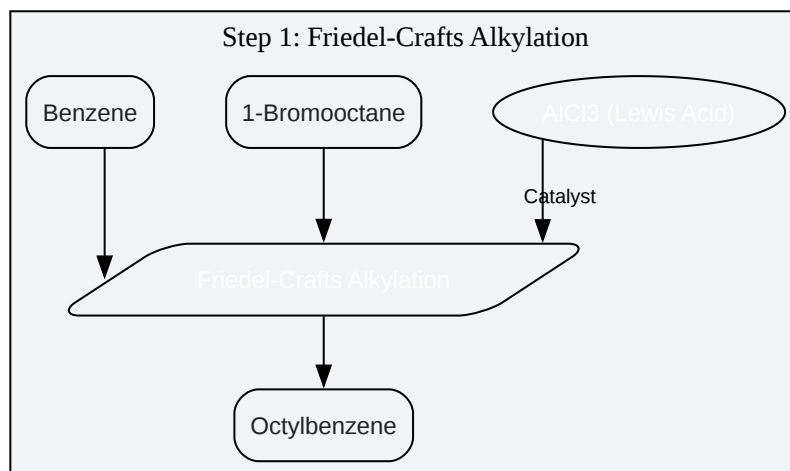 Step 1: Friedel-Crafts Alkylation
Benzene
1-Bromooctane
AlCl3 (Lewis Acid)
Catalyst
Friedel-Crafts Alkylation
Octylbenzene